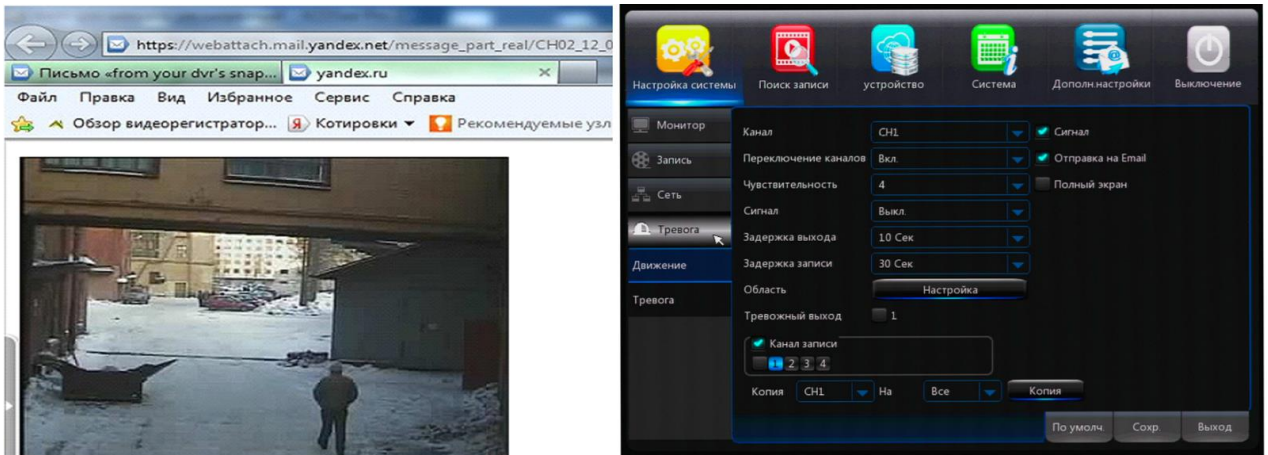 https://webattach.mail.yandex.net/message_part_real/CH02_12_0
Письмо «from your dvr's snap...
yandex.ru
Файл Правка Вид Избранное Сервис Справка
Обзор видеорегистратор... Я Котировки Рекомендуемые узл
Настройка системы Поиск записи устройство Система Дополн.настройки Выключение
Монитор
Запись
Сеть
Тревога
Движение
Тревога
Канал CH1 Сигнал
Переключение каналов Вкл. Отправка на Email
Чувствительность 4 Полный экран
Сигнал Выкл.
Задержка выхода 10 Сек
Задержка записи 30 Сек
Область Настройка
Тревожный выход 1
Канал записи
1 2 3 4
Копия CH1 На Все Копия
По умолч. Сохр. Выход